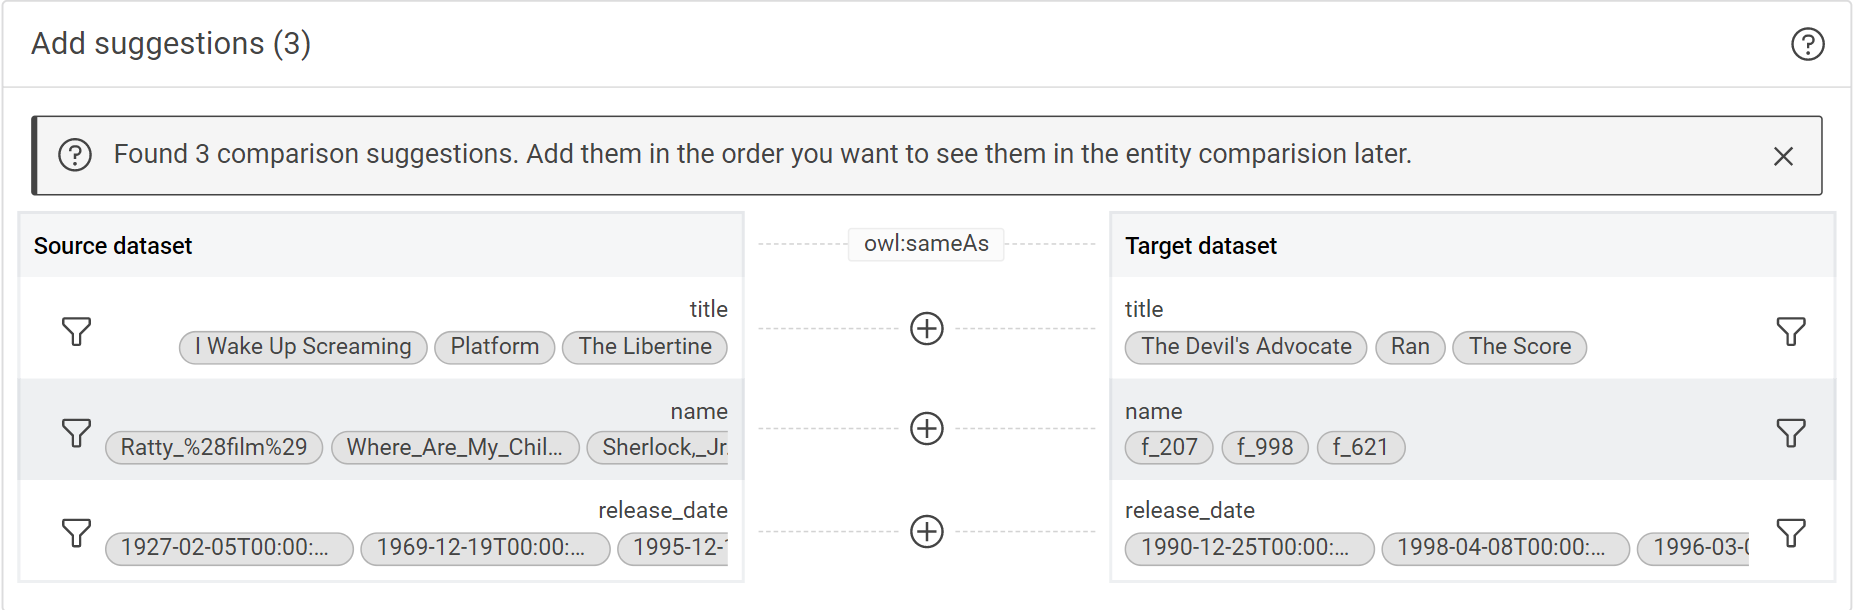 Add suggestions (3)
Found 3 comparison suggestions. Add them in the order you want to see them in the entity comparision later.
Source dataset owl:sameAs Target dataset
title title
I Wake Up Screaming Platform The Libertine The Devil's Advocate Ran The Score
name name
Ratty_%28film%29 Where_Are_My_Chil... Sherlock,_Jr. f_207 f_998 f_621
release_date release_date
1927-02-05T00:00:... 1969-12-19T00:00:... 1995-12- 1990-12-25T00:00:... 1998-04-08T00:00:... 1996-03-